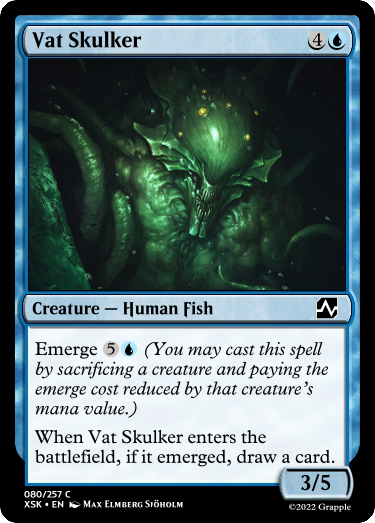 Vat Skulker 4
Creature — Human Fish
Emerge 5 (You may cast this spell
by sacrificing a creature and paying the
emerge cost reduced by that creature's
mana value.)
When Vat Skulker enters the
battlefield, if it emerged, draw a card.
3/5
080/257 C
XSK • EN Max Elmberg Sjöholm
©2022 Grapple